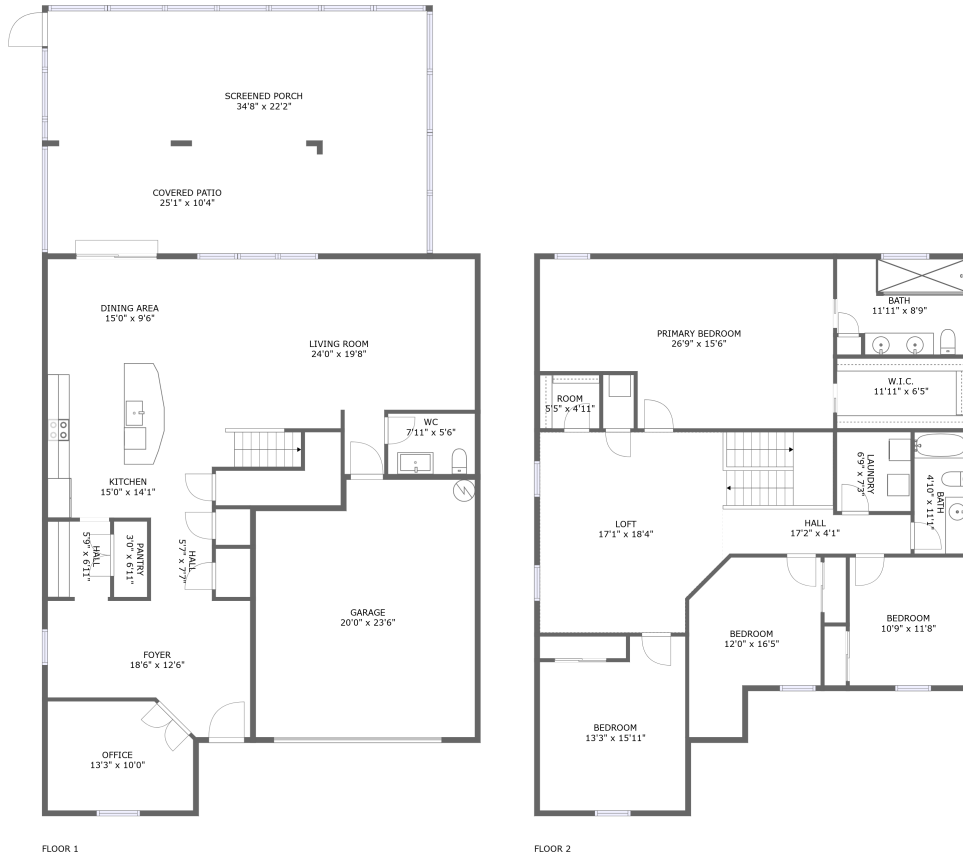 SCREENED PORCH
34'8" x 22'2"
COVERED PATIO
25'1" x 10'4"
DINING AREA
15'0" x 9'6"
LIVING ROOM
24'0" x 19'8"
WC
7'11" x 5'6"
KITCHEN
15'0" x 14'1"
HALL
5'9" x 6'11"
PANTRY
3'0" x 6'11"
HALL
5'7" x 7'7"
GARAGE
20'0" x 23'6"
FOYER
18'6" x 12'6"
OFFICE
13'3" x 10'0"
FLOOR 1
BATH
11'11" x 8'9"
PRIMARY BEDROOM
26'9" x 15'6"
W.I.C.
11'11" x 6'5"
ROOM
5'5" x 4'11"
LAUNDRY
6'9" x 7'3"
BATH
4'10" x 11'1"
LOFT
17'1" x 18'4"
HALL
17'2" x 4'1"
BEDROOM
10'9" x 11'8"
BEDROOM
12'0" x 16'5"
BEDROOM
13'3" x 15'11"
FLOOR 2